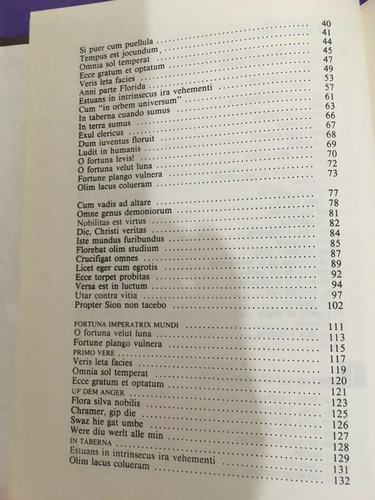 Si puer cum puellula ........ 40
Tempus est jocundum ........ 41
Omnia sol temperat ........ 44
Ecce gratum et optatum ........ 45
Veris leta facies ........ 47
Anni parte Florida ........ 49
Estuans in intrinsecus ira vehementi ........ 53
Cum "in orbem universum" ........ 57
In taberna cuando sumus ........ 61
In terra sumus ........ 63
Exul clericus ........ 66
Dum iuventus floruit ........ 67
Ludit in humanis ........ 68
O fortuna levis! ........ 69
O fortuna velut luna ........ 70
Fortune plango vulnera ........ 72
Olim lacus colueram ........ 73
Cum vadis ad altare ........ 77
Omne genus demoniorum ........ 78
Nobilitas est virtus ........ 81
Dic, Christi veritas ........ 82
Iste mundus furibundus ........ 84
Florebat olim studium ........ 85
Crucifigat omnes ........ 87
Licet eger cum egrotis ........ 89
Ecce torpet probitas ........ 92
Versa est in luctum ........ 94
Utar contra vitia ........ 97
Propter Sion non tacebo ........ 102
FORTUNA IMPERATRIX MUNDI ........ 111
O fortuna velut luna ........ 113
Fortune plango vulnera ........ 115
PRIMO VERE ........ 117
Veris leta facies ........ 119
Omnia sol temperat ........ 120
Ecce gratum et optatum ........ 121
UF DEM ANGER ........ 123
Flora silva nobilis ........ 125
Chramer, gip die ........ 126
Swaz hie gat umbe ........ 127
Were diu werlt alle min ........ 128
IN TABERNA ........ 129
Estuans in intrinsecus ira vehementi ........ 131
Olim lacus colueram ........ 132